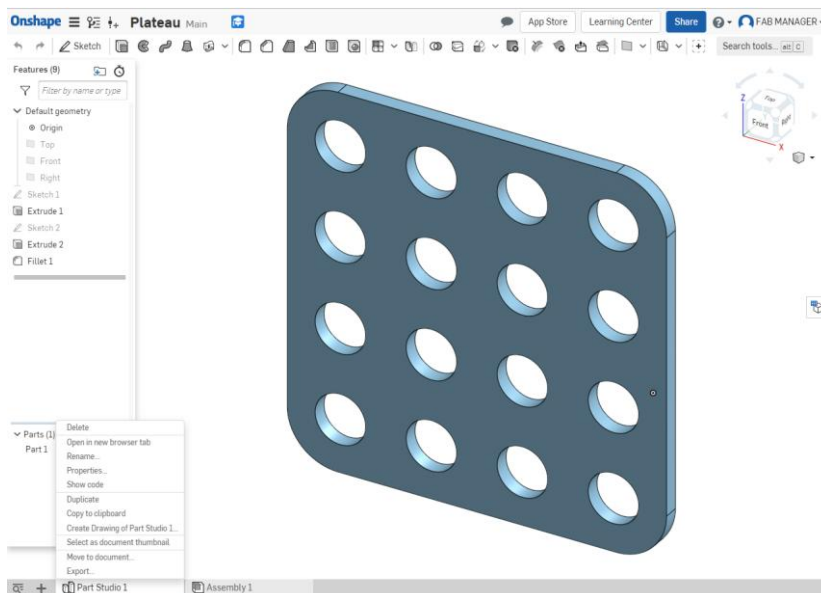 Onshape Plateau Main App Store Learning Center Share FAB MANAGER
Sketch Search tools... alt C
Features (9)
Filter by name or type
Default geometry
Origin
Top
Front
Right
Sketch 1
Extrude 1
Sketch 2
Extrude 2
Fillet 1
Z
Front
X
Parts (1)
Part 1
Delete
Open in new browser tab
Rename...
Properties...
Show code
Duplicate
Copy to clipboard
Create Drawing of Part Studio 1...
Select as document thumbnail
Move to document...
Export...
Part Studio 1 Assembly 1